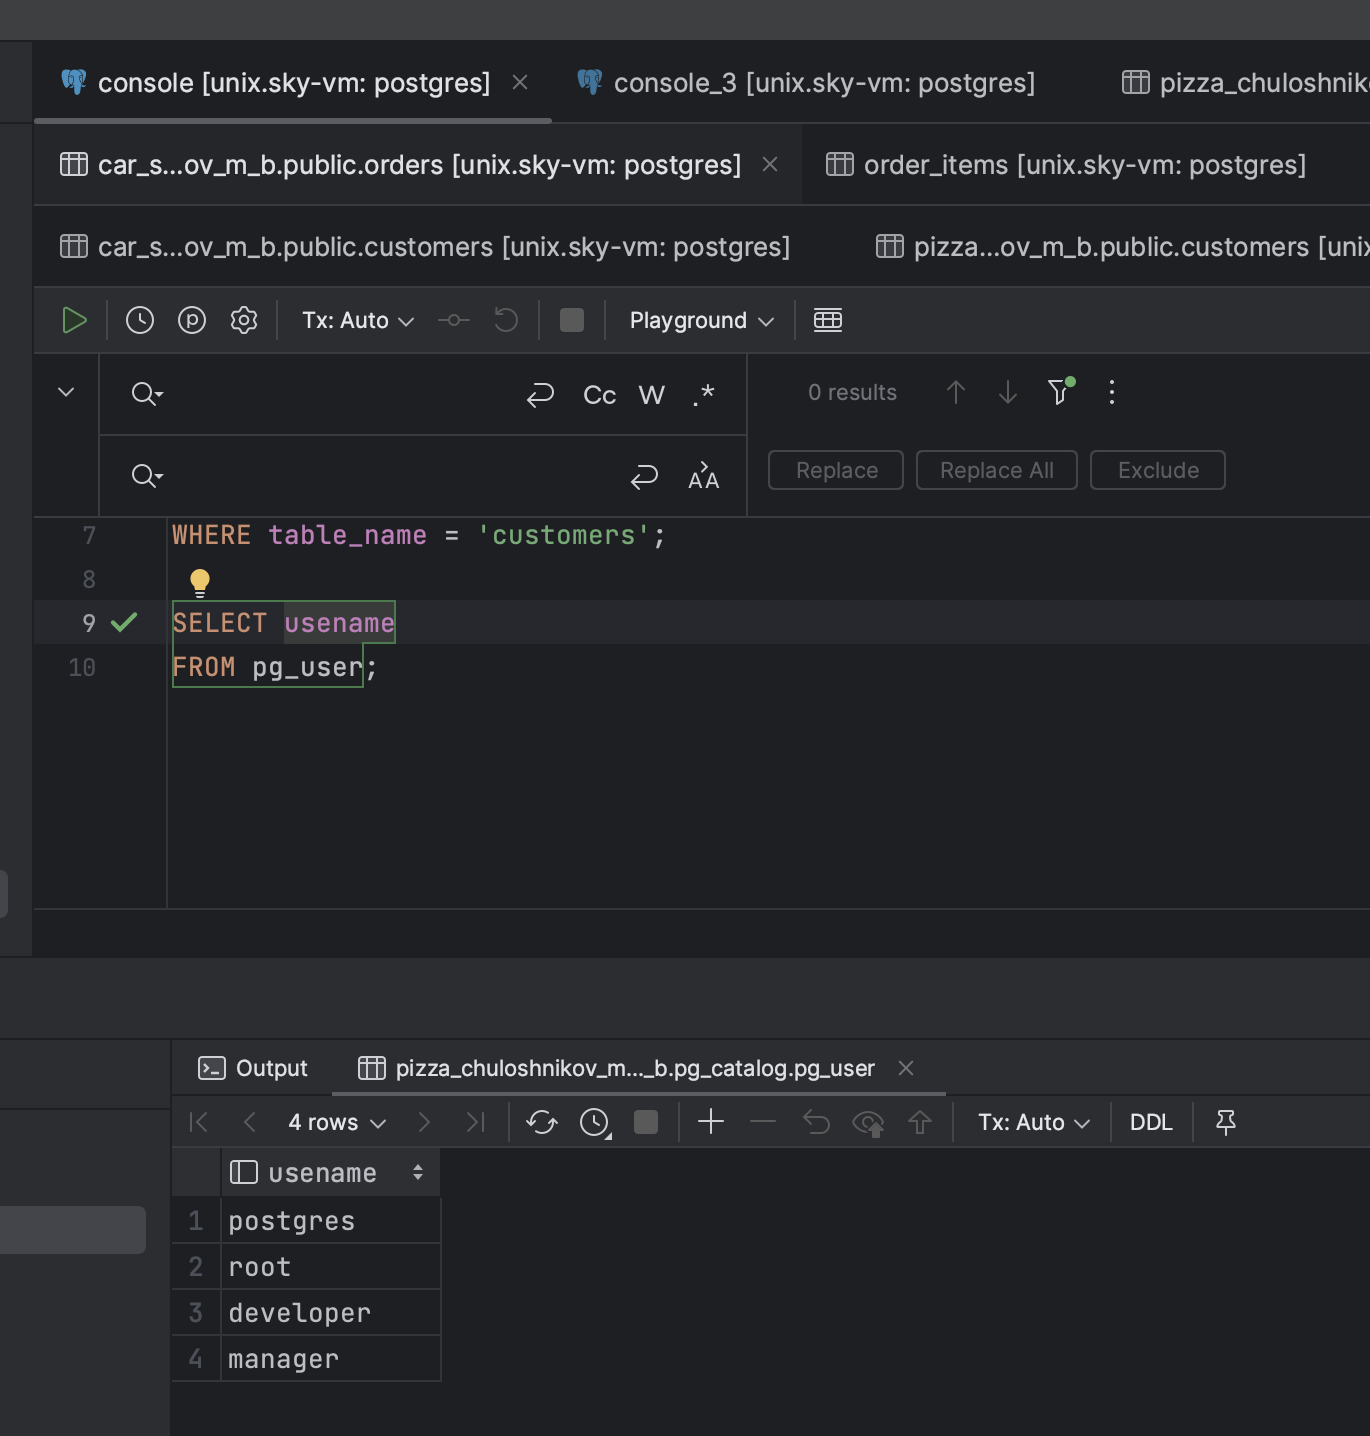 console [unix.sky-vm: postgres]
console_3 [unix.sky-vm: postgres]
pizza_chuloshnik
car_s...ov_m_b.public.orders [unix.sky-vm: postgres]
order_items [unix.sky-vm: postgres]
car_s...ov_m_b.public.customers [unix.sky-vm: postgres]
pizza...ov_m_b.public.customers [unix
Tx: Auto
Playground
Cc W .*
0 results
Replace
Replace All
Exclude
7 WHERE table_name = 'customers';
8
9 SELECT usename
10 FROM pg_user;
Output
pizza_chuloshnikov_m..._b.pg_catalog.pg_user
4 rows
Tx: Auto
DDL
usename
1 postgres
2 root
3 developer
4 manager